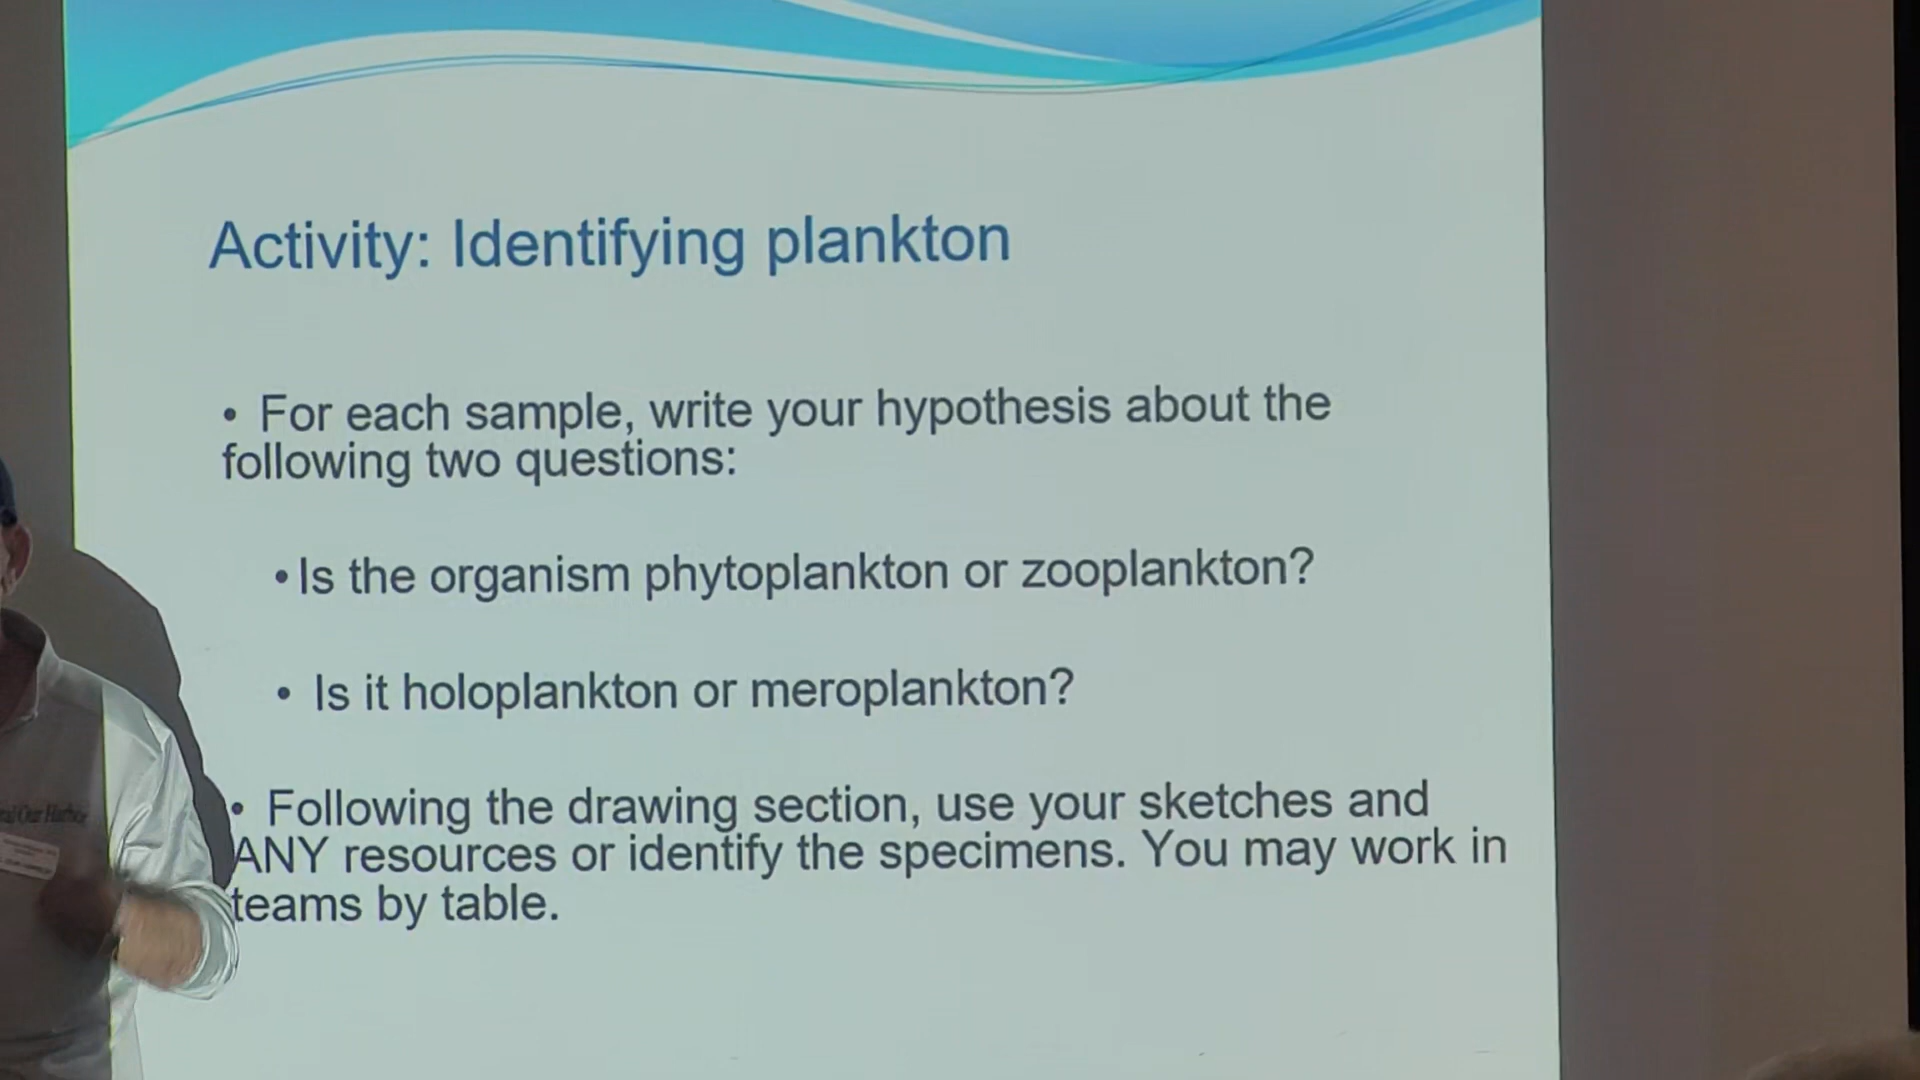 Activity: Identifying plankton
• For each sample, write your hypothesis about the
following two questions:
• Is the organism phytoplankton or zooplankton?
• Is it holoplankton or meroplankton?
• Following the drawing section, use your sketches and
ANY resources or identify the specimens. You may work in
teams by table.